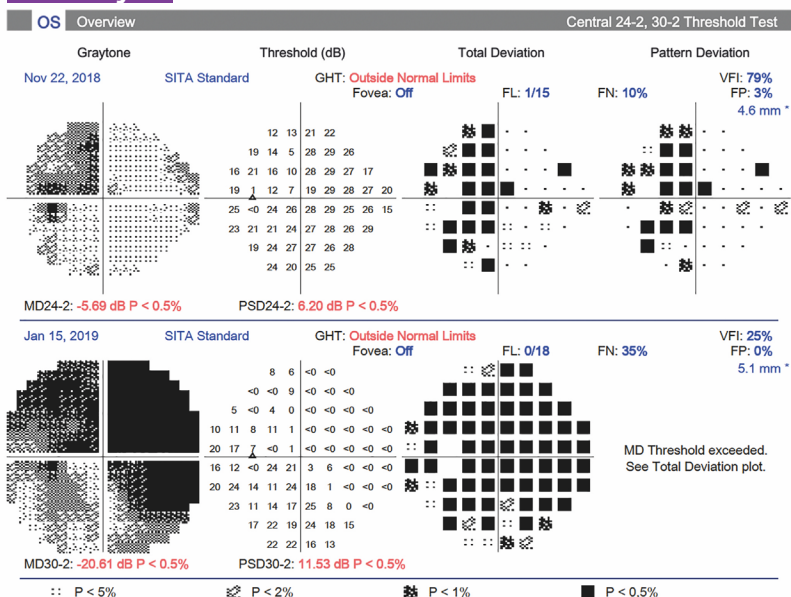 OS Overview Central 24-2, 30-2 Threshold Test
Graytone Threshold (dB) Total Deviation Pattern Deviation
Nov 22, 2018 SITA Standard GHT: Outside Normal Limits VFI: 79%
Fovea: Off FL: 1/15 FN: 10% FP: 3%
4.6 mm *
12 13 21 22
19 14 5 28 29 26
16 21 16 10 28 29 27 17
19 1 12 7 19 29 28 27 20
25 <0 24 26 28 29 25 26 15
23 21 21 24 27 28 26 29
19 24 27 27 26 28
24 20 25 25
MD24-2: -5.69 dB P < 0.5% PSD24-2: 6.20 dB P < 0.5%
Jan 15, 2019 SITA Standard GHT: Outside Normal Limits VFI: 25%
Fovea: Off FL: 0/18 FN: 35% FP: 0%
5.1 mm *
8 6 <0 <0
<0 <0 9 <0 <0 <0
5 <0 4 0 <0 <0 <0 <0
10 11 8 11 1 <0 <0 <0 <0 <0
20 17 7 <0 1 <0 <0 <0 <0 <0
16 12 <0 24 21 3 6 <0 <0 <0
20 24 14 11 24 18 1 <0 <0 <0
23 11 14 17 25 8 0 <0
17 22 19 24 18 15
22 22 16 13
MD Threshold exceeded.
See Total Deviation plot.
MD30-2: -20.61 dB P < 0.5% PSD30-2: 11.53 dB P < 0.5%
P < 5% P < 2% P < 1% P < 0.5%